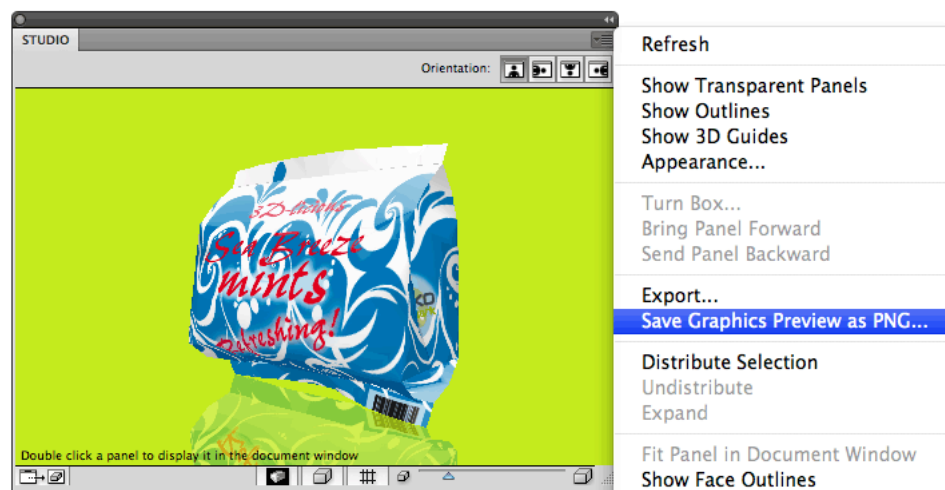 STUDIO
Orientation:
3D-licious
Sea Breeze
mints
Refreshing!
KO
Double click a panel to display it in the document window
Refresh
Show Transparent Panels
Show Outlines
Show 3D Guides
Appearance...
Turn Box...
Bring Panel Forward
Send Panel Backward
Export...
Save Graphics Preview as PNG...
Distribute Selection
Undistribute
Expand
Fit Panel in Document Window
Show Face Outlines